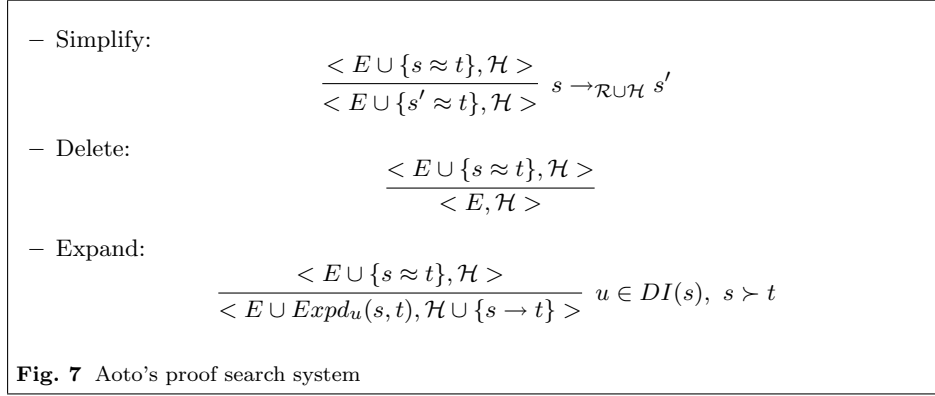 – Simplify:
< E ∪ {s ≈ t}, ℋ >
< E ∪ {s′ ≈ t}, ℋ > s →_{ℛ∪ℋ} s′
– Delete:
< E ∪ {s ≈ t}, ℋ >
< E, ℋ >
– Expand:
< E ∪ {s ≈ t}, ℋ >
< E ∪ Expd_u(s, t), ℋ ∪ {s → t} > u ∈ DI(s), s ≻ t
Fig. 7 Aoto's proof search system